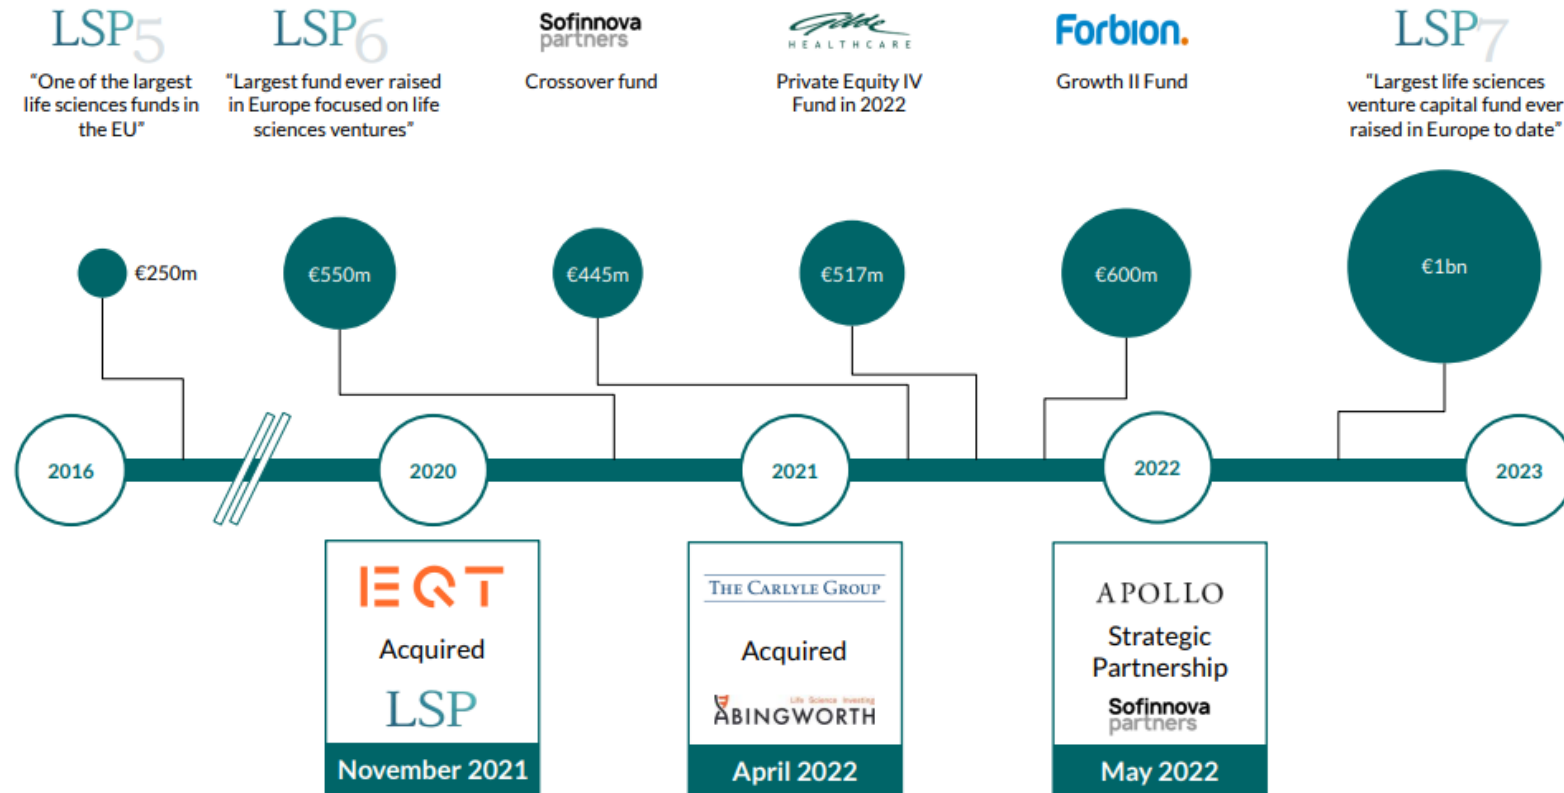 LSP5
LSP6
Sofinnova
partners
Gilde
HEALTHCARE
Forbion.
LSP7
“One of the largest
life sciences funds in
the EU”
“Largest fund ever raised
in Europe focused on life
sciences ventures”
Crossover fund
Private Equity IV
Fund in 2022
Growth II Fund
“Largest life sciences
venture capital fund ever
raised in Europe to date”
€250m
€550m
€445m
€517m
€600m
€1bn
2016
2020
2021
2022
2023
EQT
Acquired
LSP
November 2021
THE CARLYLE GROUP
Acquired
Life Science Investing
ABINGWORTH
April 2022
APOLLO
Strategic
Partnership
Sofinnova
partners
May 2022